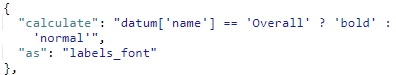 {
  "calculate": "datum['name'] == 'Overall' ? 'bold' :
      'normal'",
  "as": "labels_font"
},